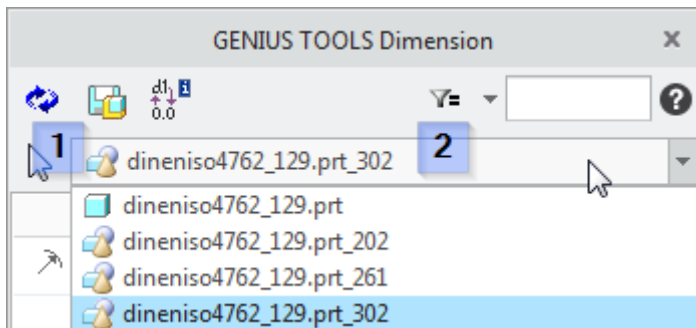 GENIUS TOOLS Dimension
d1 i
0.0 =
?
1 dineniso4762_129.prt_302 2
dineniso4762_129.prt
dineniso4762_129.prt_202
dineniso4762_129.prt_261
dineniso4762_129.prt_302